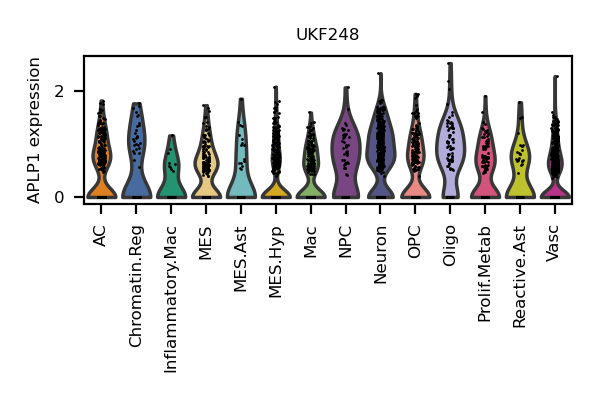 UKF248
APLP1 expression
2
0
AC
Chromatin.Reg
Inflammatory.Mac
MES
MES.Ast
MES.Hyp
Mac
NPC
Neuron
OPC
Oligo
Prolif.Metab
Reactive.Ast
Vasc